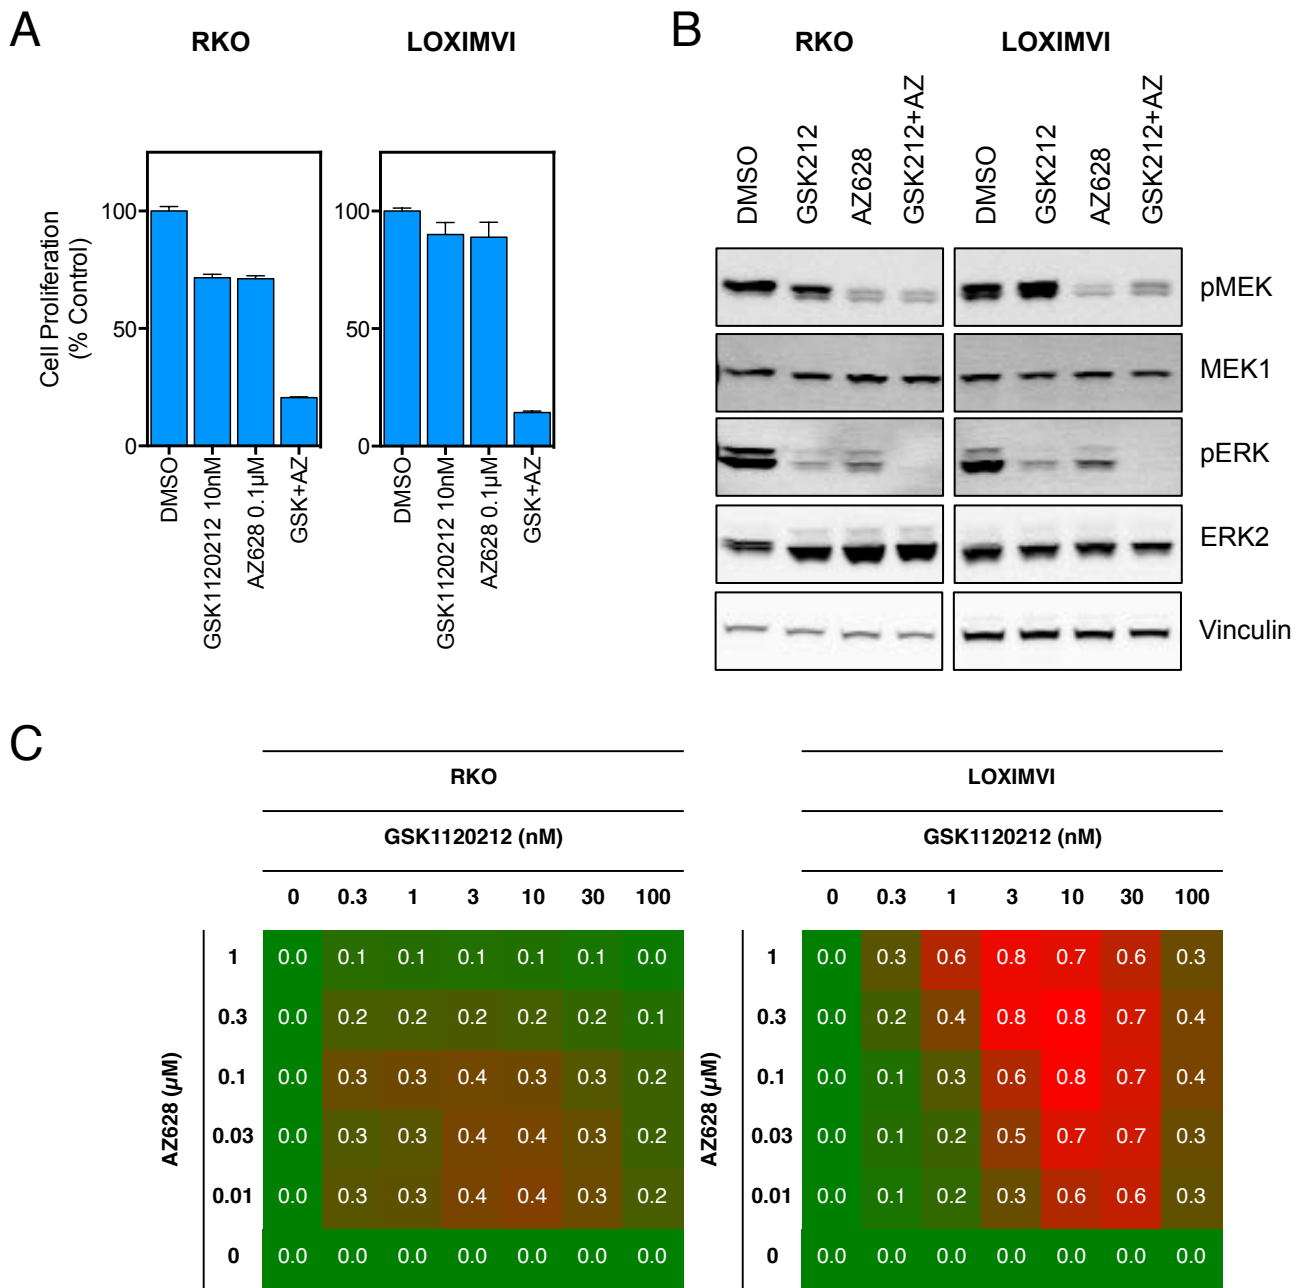 A
RKO
LOXIMVI
Cell Proliferation
(% Control)
100
50
0
100
50
0
DMSO
GSK1120212 10nM
AZ628 0.1µM
GSK+AZ
DMSO
GSK1120212 10nM
AZ628 0.1µM
GSK+AZ
B
RKO
LOXIMVI
DMSO
GSK212
AZ628
GSK212+AZ
DMSO
GSK212
AZ628
GSK212+AZ
pMEK
MEK1
pERK
ERK2
Vinculin
C
RKO
GSK1120212 (nM)
0 0.3 1 3 10 30 100
AZ628 (µM)
1 0.0 0.1 0.1 0.1 0.1 0.1 0.0
0.3 0.0 0.2 0.2 0.2 0.2 0.2 0.1
0.1 0.0 0.3 0.3 0.4 0.3 0.3 0.2
0.03 0.0 0.3 0.3 0.4 0.4 0.3 0.2
0.01 0.0 0.3 0.3 0.4 0.4 0.3 0.2
0 0.0 0.0 0.0 0.0 0.0 0.0 0.0
LOXIMVI
GSK1120212 (nM)
0 0.3 1 3 10 30 100
AZ628 (µM)
1 0.0 0.3 0.6 0.8 0.7 0.6 0.3
0.3 0.0 0.2 0.4 0.8 0.8 0.7 0.4
0.1 0.0 0.1 0.3 0.6 0.8 0.7 0.4
0.03 0.0 0.1 0.2 0.5 0.7 0.7 0.3
0.01 0.0 0.1 0.2 0.3 0.6 0.6 0.3
0 0.0 0.0 0.0 0.0 0.0 0.0 0.0